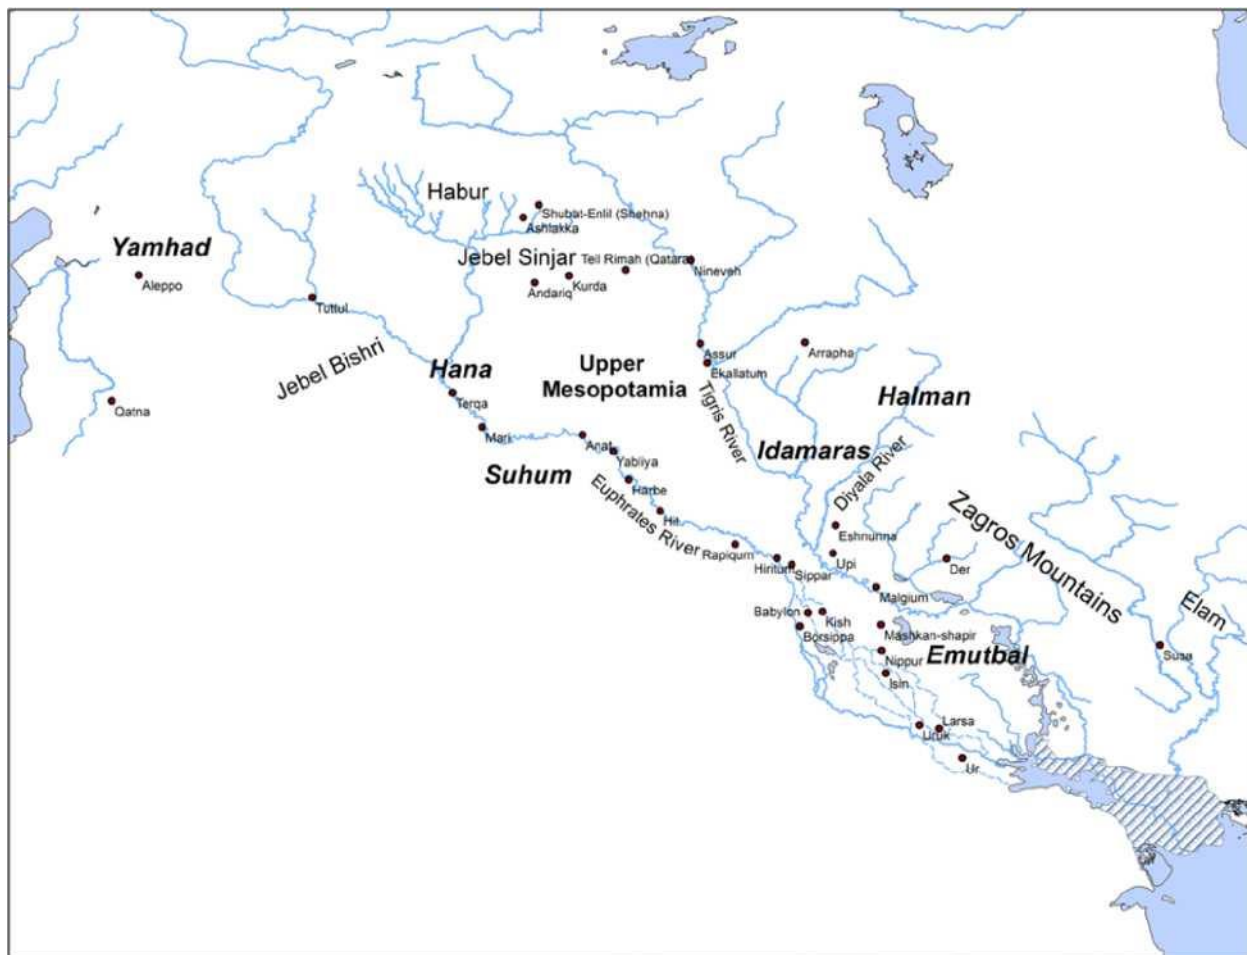 Habur
Shubat-Enlil (Shehna)
Ashlakka
Yamhad
Jebel Sinjar
Tell Rimah (Qatara)
Nineveh
Aleppo
Andariq
Kurda
Tuttul
Assur
Arrapha
Ekallatum
Jebel Bishri
Hana
Upper
Mesopotamia
Halman
Terqa
Qatna
Tigris River
Mari
Anat
Idamaras
Yabliya
Suhum
Harbe
Diyala River
Euphrates River
Hit
Zagros Mountains
Eshnunna
Rapiqum
Hiritum
Sippar
Upi
Der
Malgium
Elam
Babylon
Kish
Borsippa
Mashkan-shapir
Nippur
Emutbal
Susa
Isin
Larsa
Uruk
Ur